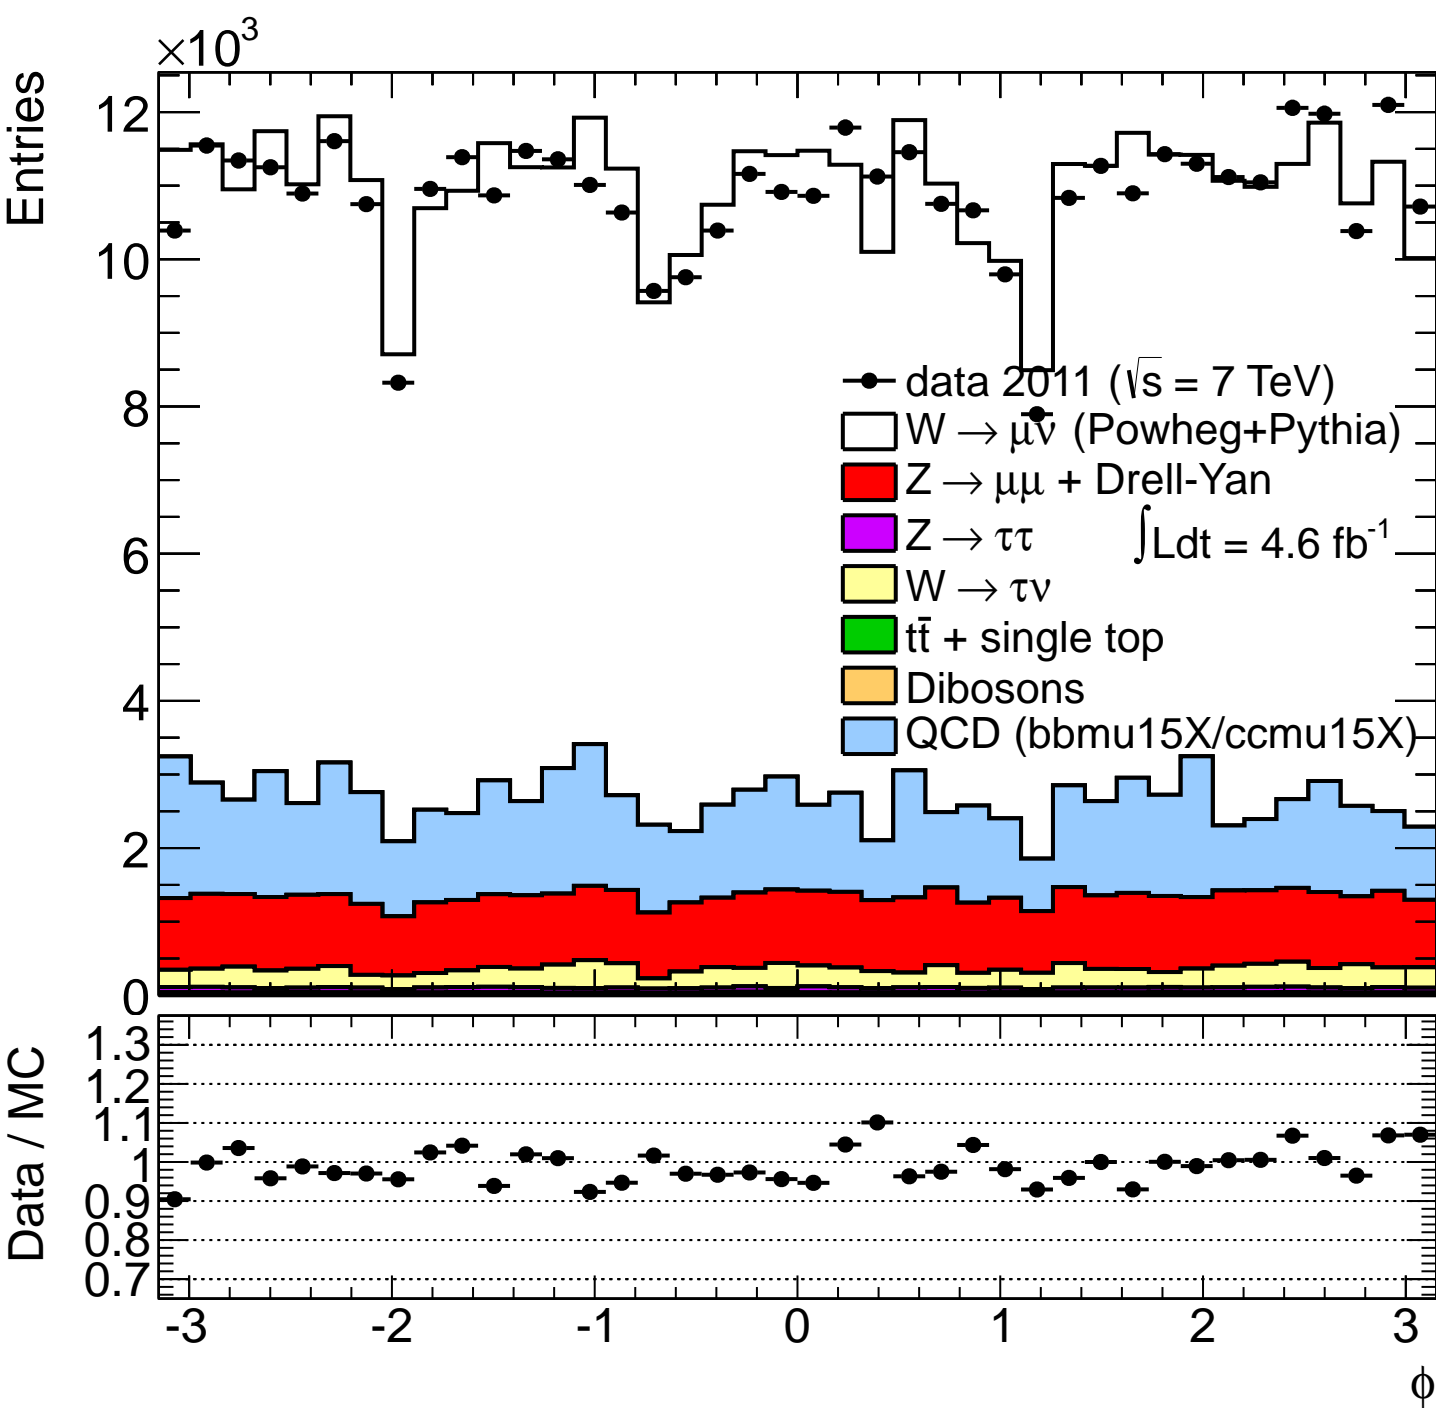 ×10³
Entries
12
10
8
6
4
2
0
data 2011 (√s = 7 TeV)
W → μν (Powheg+Pythia)
Z → μμ + Drell-Yan
Z → ττ
∫Ldt = 4.6 fb⁻¹
W → τν
tt̄ + single top
Dibosons
QCD (bbmu15X/ccmu15X)
Data / MC
1.3
1.2
1.1
1
0.9
0.8
0.7
-3 -2 -1 0 1 2 3
ϕ